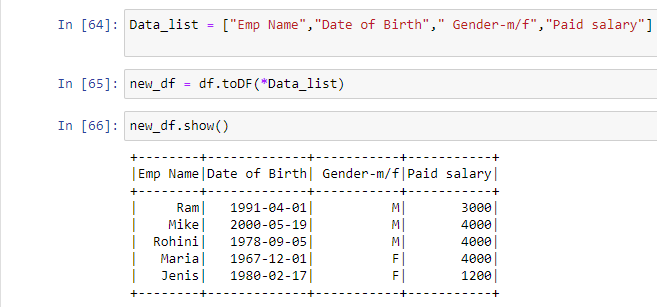 In [64]: Data_list = ["Emp Name","Date of Birth"," Gender-m/f","Paid salary"]
In [65]: new_df = df.toDF(*Data_list)
In [66]: new_df.show()
+--------+-------------+-----------+-----------+
|Emp Name|Date of Birth| Gender-m/f|Paid salary|
+--------+-------------+-----------+-----------+
|     Ram|   1991-04-01|          M|       3000|
|    Mike|   2000-05-19|          M|       4000|
|  Rohini|   1978-09-05|          M|       4000|
|   Maria|   1967-12-01|          F|       4000|
|   Jenis|   1980-02-17|          F|       1200|
+--------+-------------+-----------+-----------+